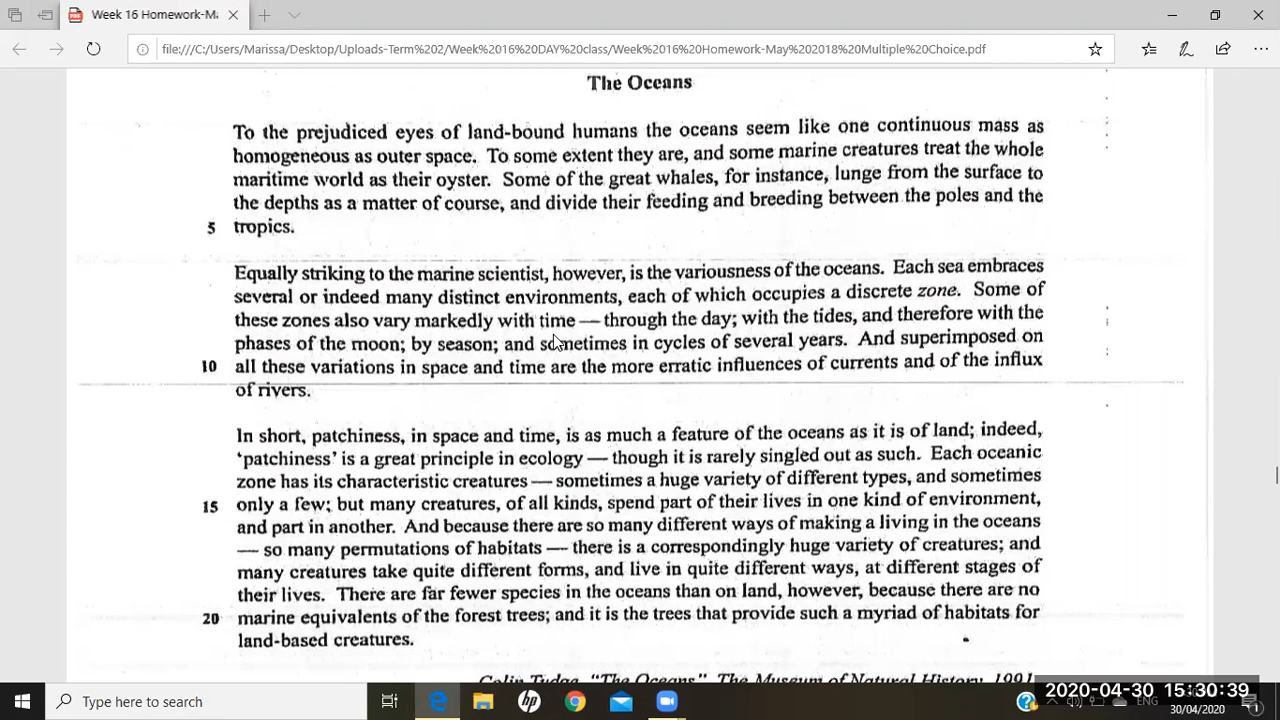 Week 16 Homework-Ma
file:///C:/Users/Marissa/Desktop/Uploads-Term%202/Week%2016%20DAY%20class/Week%2016%20Homework-May%202018%20Multiple%20Choice.pdf
The Oceans
To the prejudiced eyes of land-bound humans the oceans seem like one continuous mass as
homogeneous as outer space. To some extent they are, and some marine creatures treat the whole
maritime world as their oyster. Some of the great whales, for instance, lunge from the surface to
the depths as a matter of course, and divide their feeding and breeding between the poles and the
5 tropics.
Equally striking to the marine scientist, however, is the variousness of the oceans. Each sea embraces
several or indeed many distinct environments, each of which occupies a discrete zone. Some of
these zones also vary markedly with time — through the day; with the tides, and therefore with the
phases of the moon; by season; and sometimes in cycles of several years. And superimposed on
10 all these variations in space and time are the more erratic influences of currents and of the influx
of rivers.
In short, patchiness, in space and time, is as much a feature of the oceans as it is of land; indeed,
'patchiness' is a great principle in ecology — though it is rarely singled out as such. Each oceanic
zone has its characteristic creatures — sometimes a huge variety of different types, and sometimes
15 only a few; but many creatures, of all kinds, spend part of their lives in one kind of environment,
and part in another. And because there are so many different ways of making a living in the oceans
— so many permutations of habitats — there is a correspondingly huge variety of creatures; and
many creatures take quite different forms, and live in quite different ways, at different stages of
their lives. There are far fewer species in the oceans than on land, however, because there are no
20 marine equivalents of the forest trees; and it is the trees that provide such a myriad of habitats for
land-based creatures.
Colin Tudge, "The Oceans", The Museum of Natural History, 1991
Type here to search
ENG
2020-04-30 15:30:39
30/04/2020